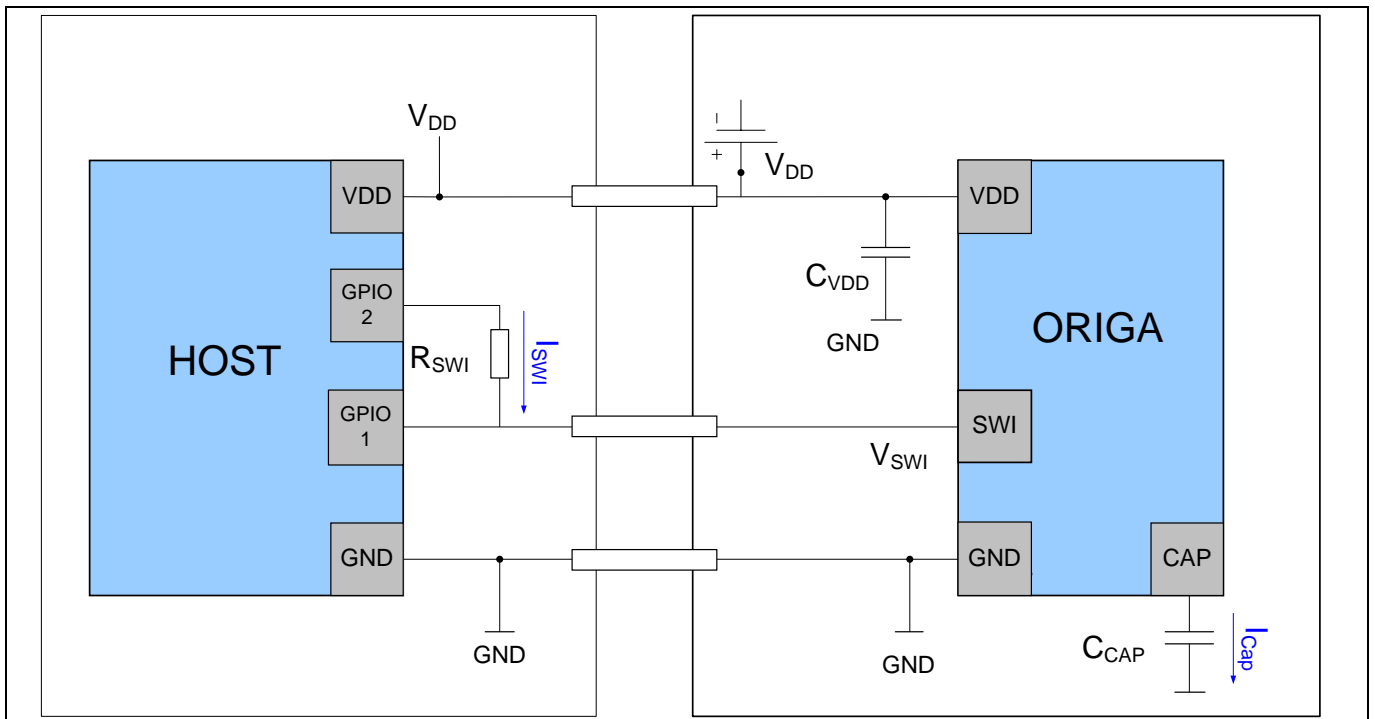 V_DD
VDD
GPIO
2
R_SWI
I_SWI
HOST
GPIO
1
GND
GND
-
+
V_DD
VDD
C_VDD
GND
ORIGA
SWI
V_SWI
GND
CAP
GND
C_CAP
I_Cap